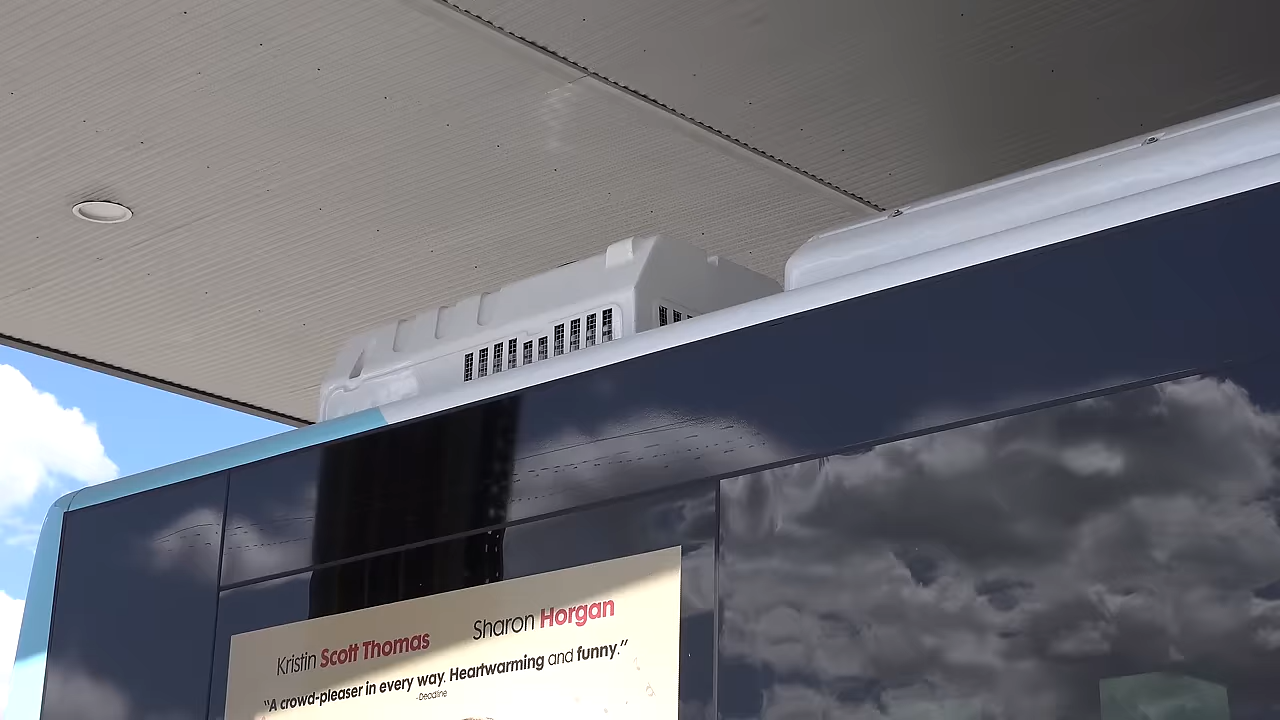 Kristin Scott Thomas
Sharon Horgan
"A crowd-pleaser in every way. Heartwarming and funny."
-Deadline